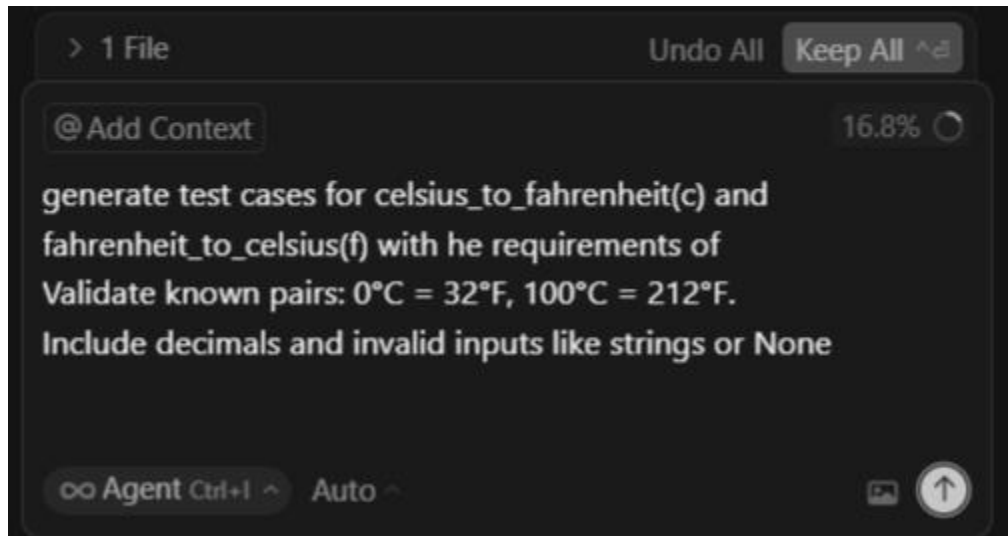 > 1 File
Undo All Keep All ^⏎
@ Add Context
16.8%
generate test cases for celsius_to_fahrenheit(c) and
fahrenheit_to_celsius(f) with he requirements of
Validate known pairs: 0°C = 32°F, 100°C = 212°F.
Include decimals and invalid inputs like strings or None
∞ Agent Ctrl+I ^ Auto ^